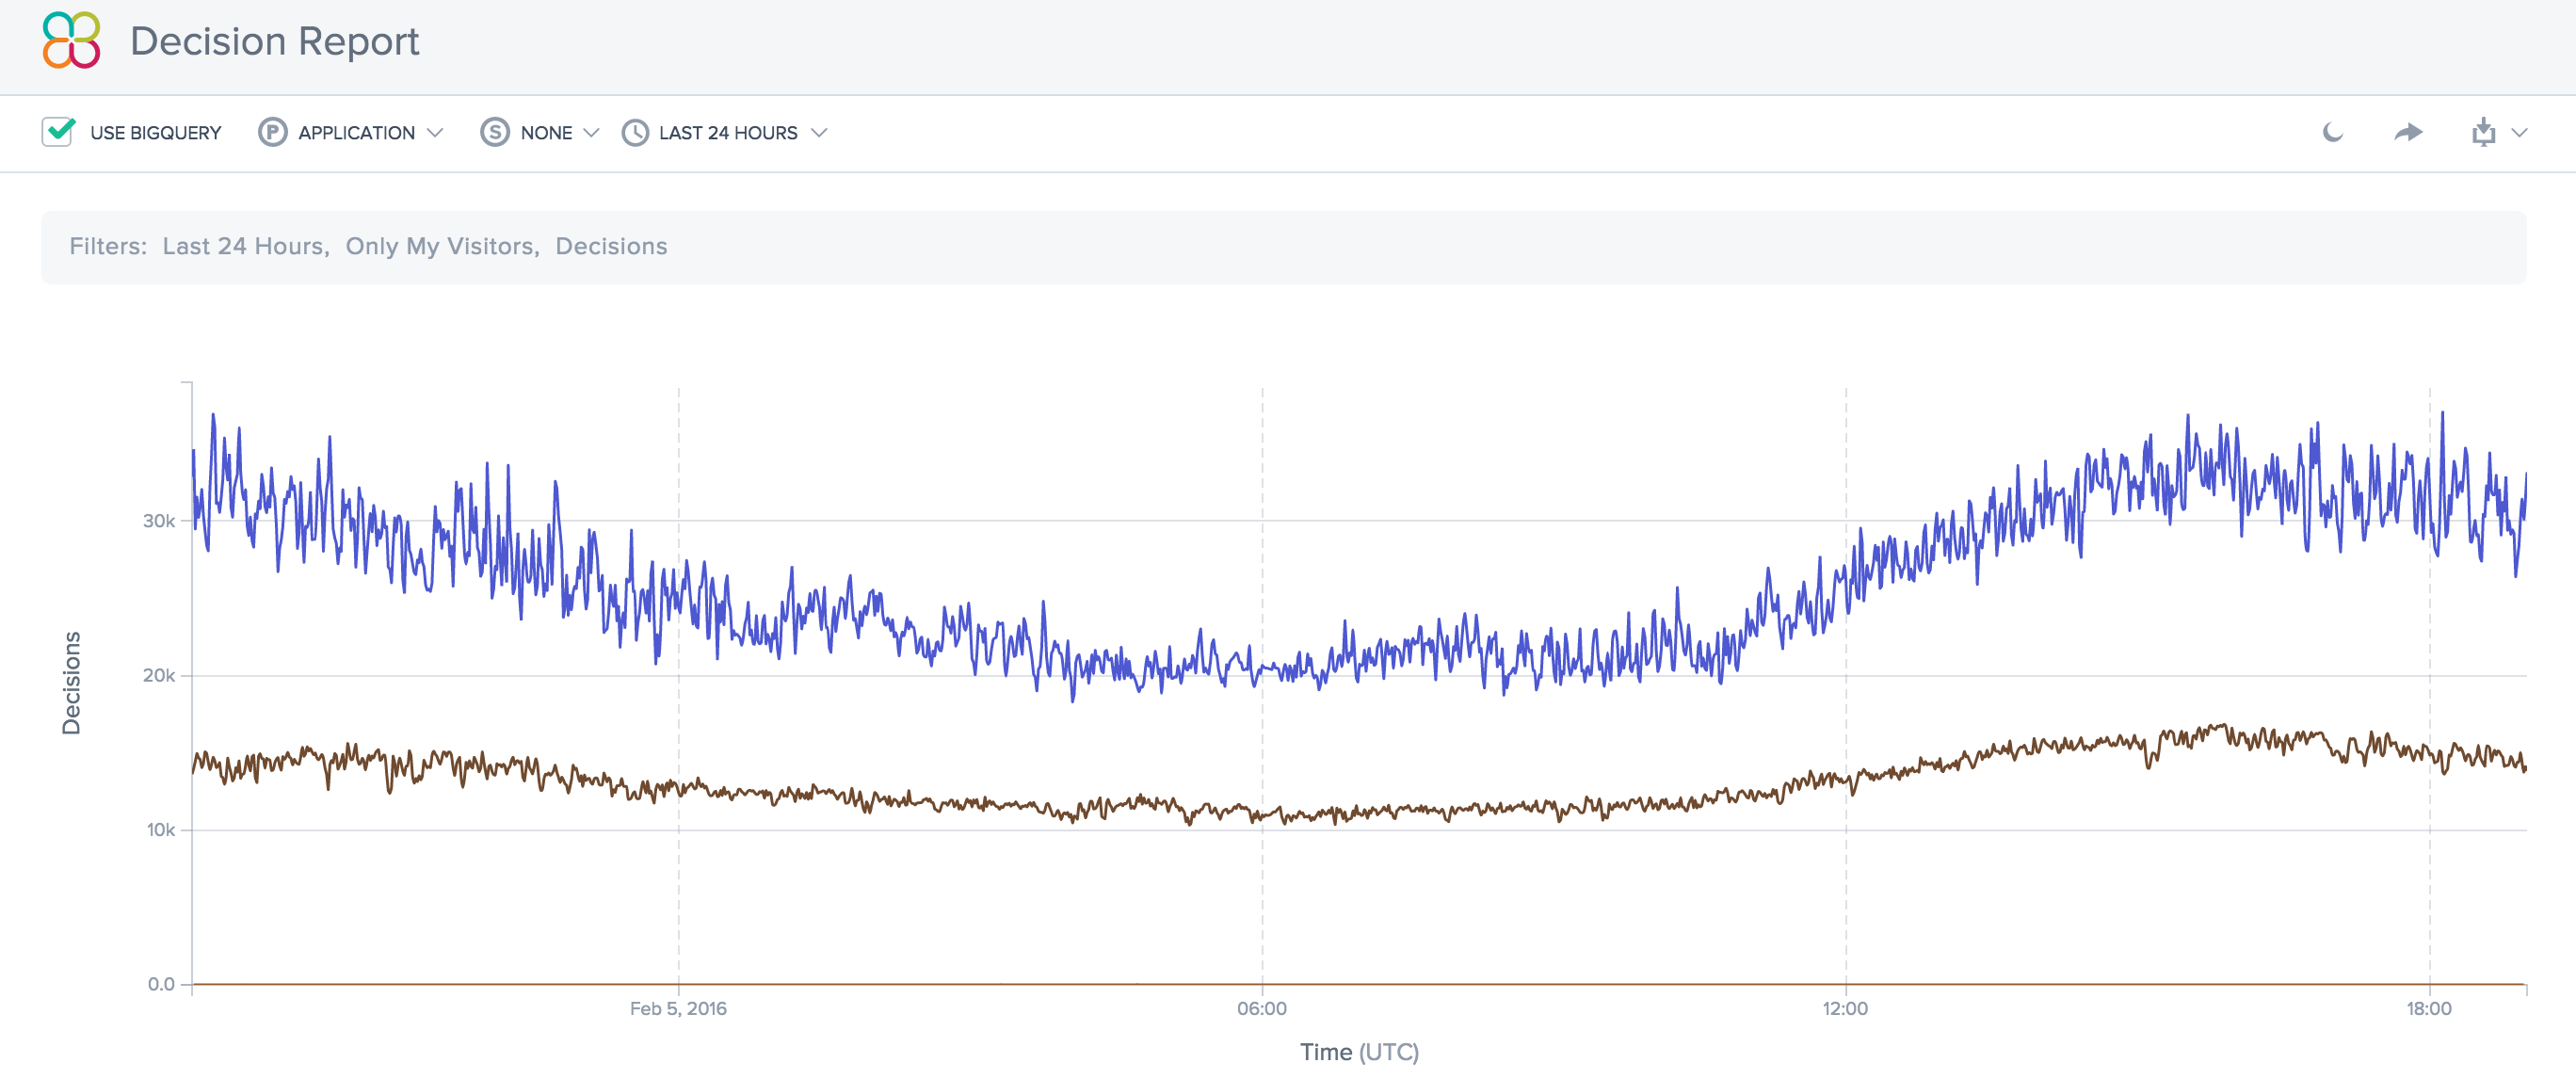 Decision Report
USE BIGQUERY P APPLICATION S NONE LAST 24 HOURS
Filters: Last 24 Hours, Only My Visitors, Decisions
30k
20k
10k
0.0
Decisions
Feb 5, 2016 06:00 12:00 18:00
Time (UTC)